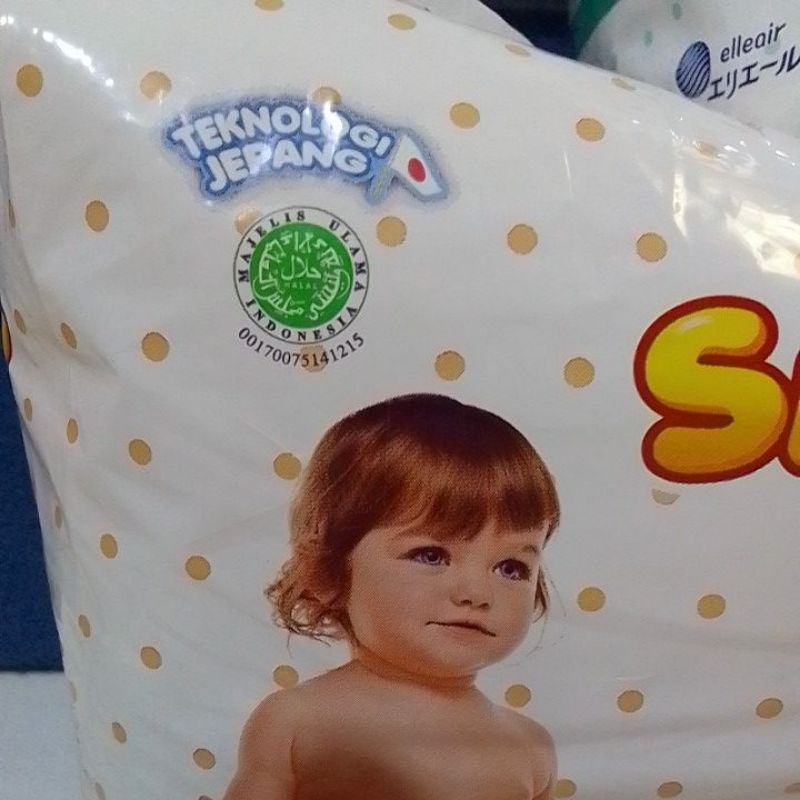 elleair
エリエール
TEKNOLOGI
JEPANG
MAJELIS ULAMA INDONESIA
حلال
HALAL
00170075141215
S